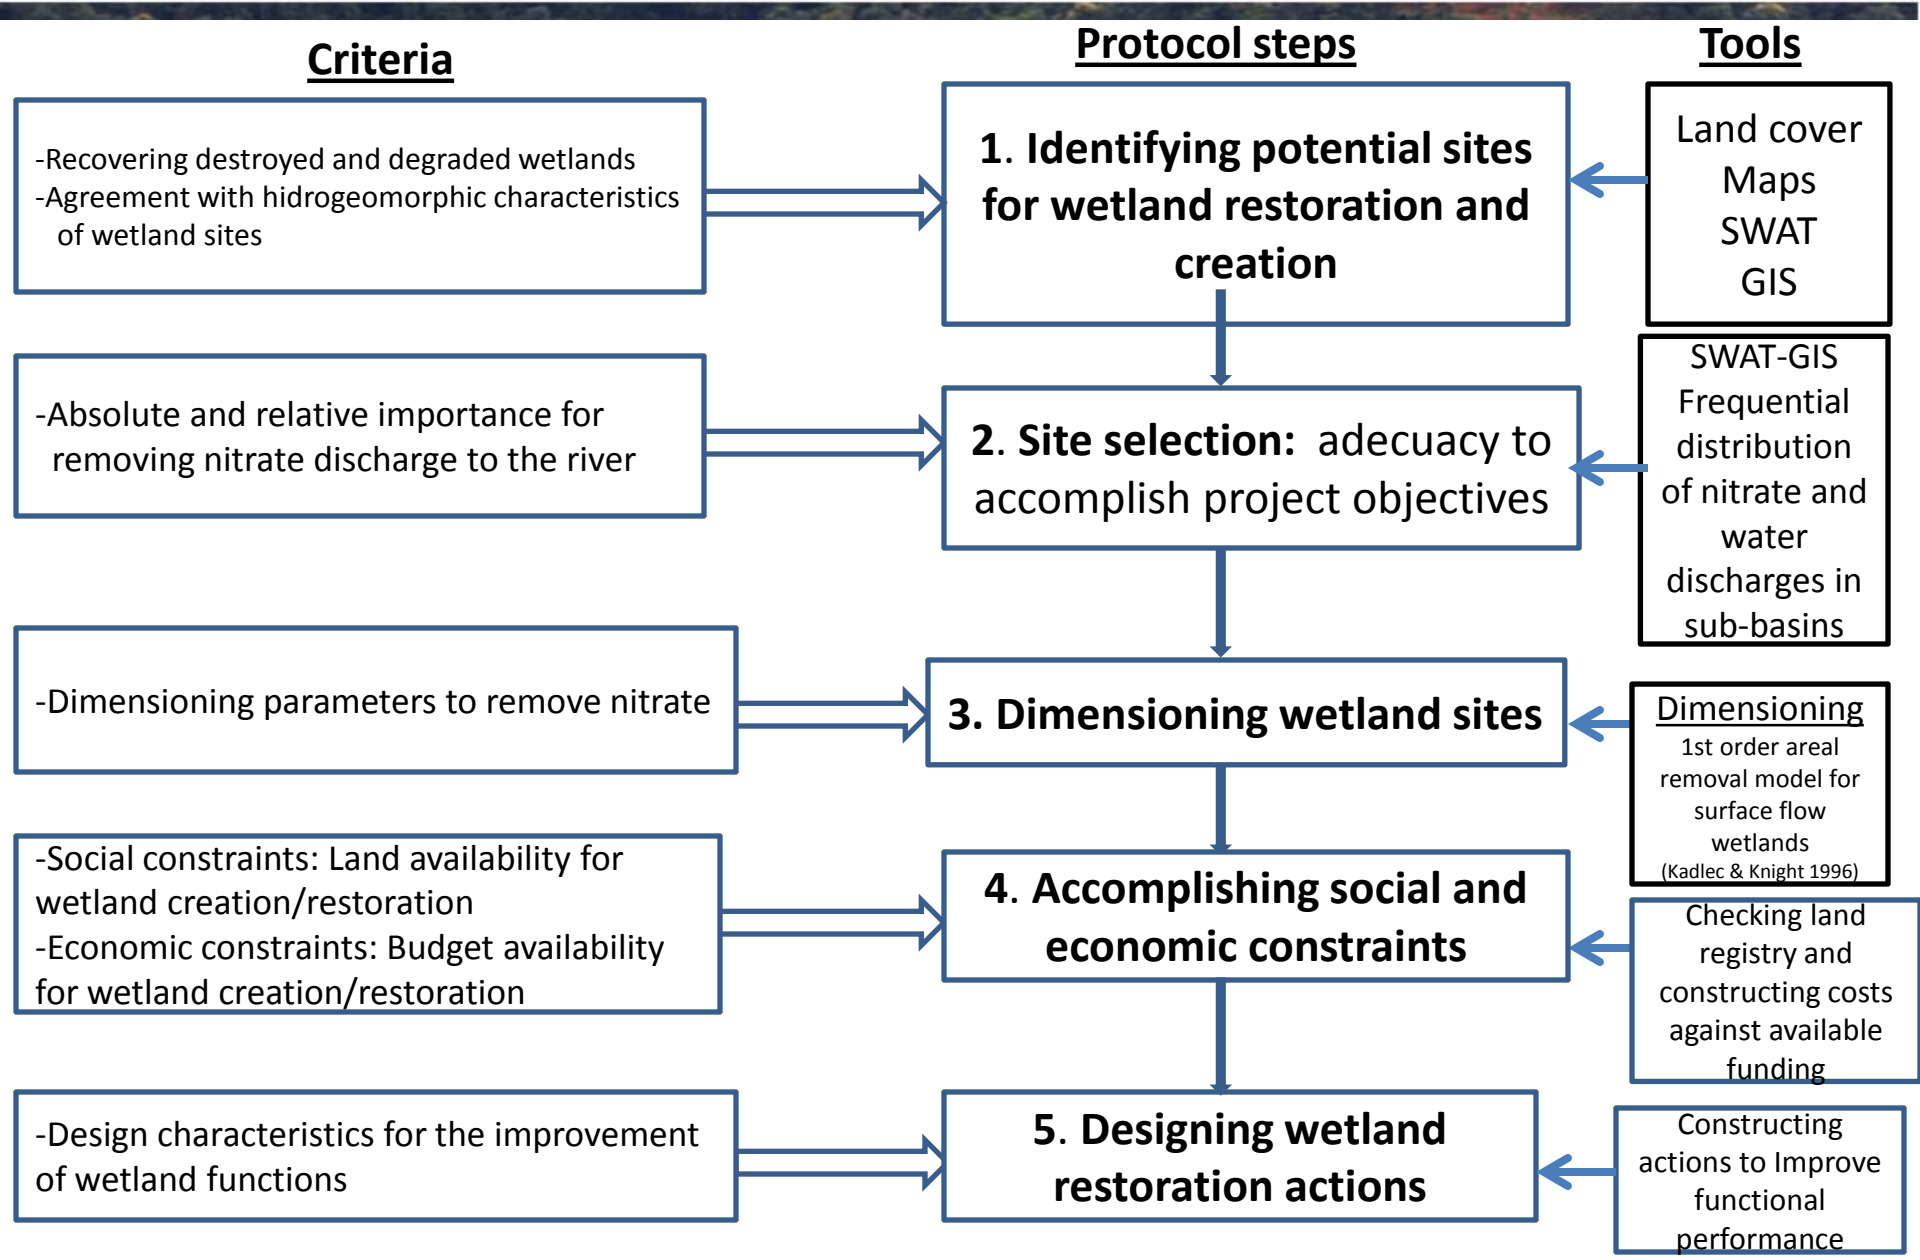 Criteria
Protocol steps
Tools
-Recovering destroyed and degraded wetlands
-Agreement with hidrogeomorphic characteristics
of wetland sites
1. Identifying potential sites
for wetland restoration and
creation
Land cover
Maps
SWAT
GIS
-Absolute and relative importance for
removing nitrate discharge to the river
2. Site selection: adecuacy to
accomplish project objectives
SWAT-GIS
Frequential
distribution
of nitrate and
water
discharges in
sub-basins
-Dimensioning parameters to remove nitrate
3. Dimensioning wetland sites
Dimensioning
1st order areal
removal model for
surface flow
wetlands
(Kadlec & Knight 1996)
-Social constraints: Land availability for
wetland creation/restoration
-Economic constraints: Budget availability
for wetland creation/restoration
4. Accomplishing social and
economic constraints
Checking land
registry and
constructing costs
against available
funding
-Design characteristics for the improvement
of wetland functions
5. Designing wetland
restoration actions
Constructing
actions to Improve
functional
performance